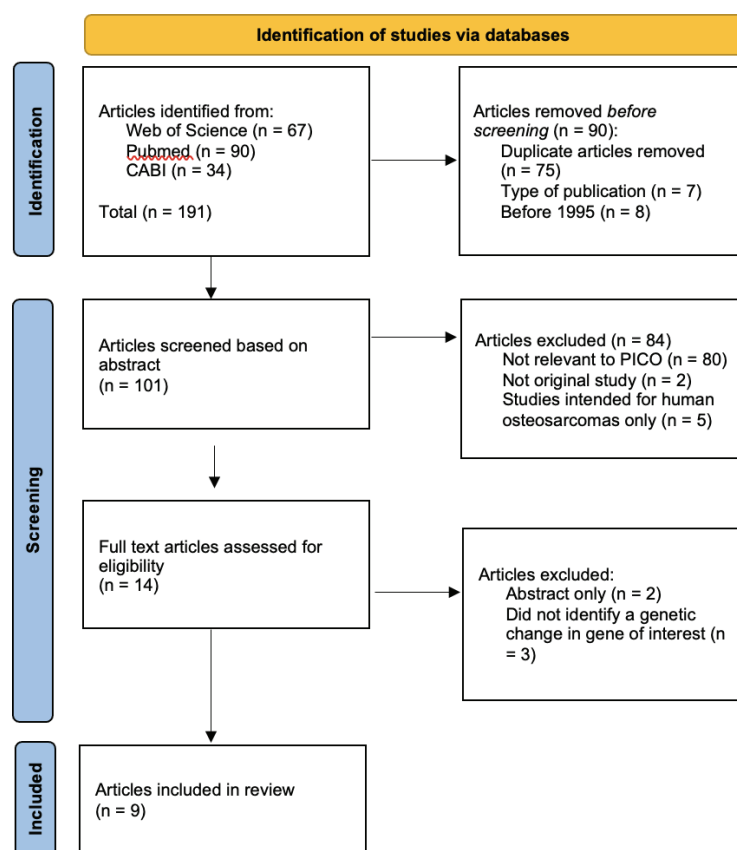 Identification of studies via databases
Identification
Articles identified from:
Web of Science (n = 67)
Pubmed (n = 90)
CABI (n = 34)
Total (n = 191)
Articles removed before
screening (n = 90):
Duplicate articles removed
(n = 75)
Type of publication (n = 7)
Before 1995 (n = 8)
Screening
Articles screened based on
abstract
(n = 101)
Articles excluded (n = 84)
Not relevant to PICO (n = 80)
Not original study (n = 2)
Studies intended for human
osteosarcomas only (n = 5)
Full text articles assessed for
eligibility
(n = 14)
Articles excluded:
Abstract only (n = 2)
Did not identify a genetic
change in gene of interest (n
= 3)
Included
Articles included in review
(n = 9)